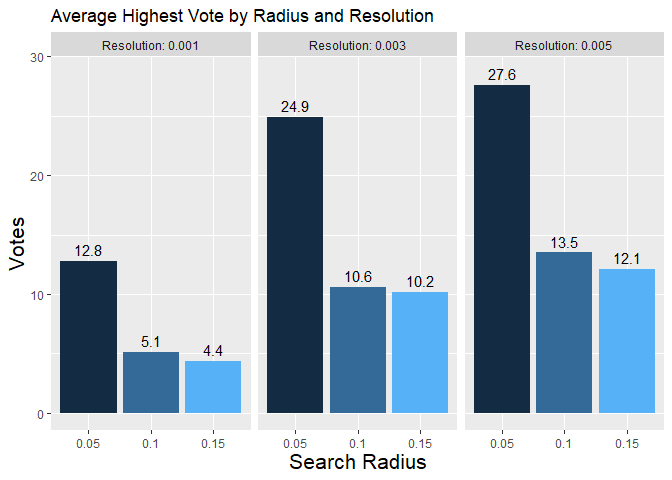 Average Highest Vote by Radius and Resolution
Resolution: 0.001 Resolution: 0.003 Resolution: 0.005
30
20
10
0
Votes
12.8 5.1 4.4
24.9 10.6 10.2
27.6 13.5 12.1
0.05 0.1 0.15 0.05 0.1 0.15 0.05 0.1 0.15
Search Radius